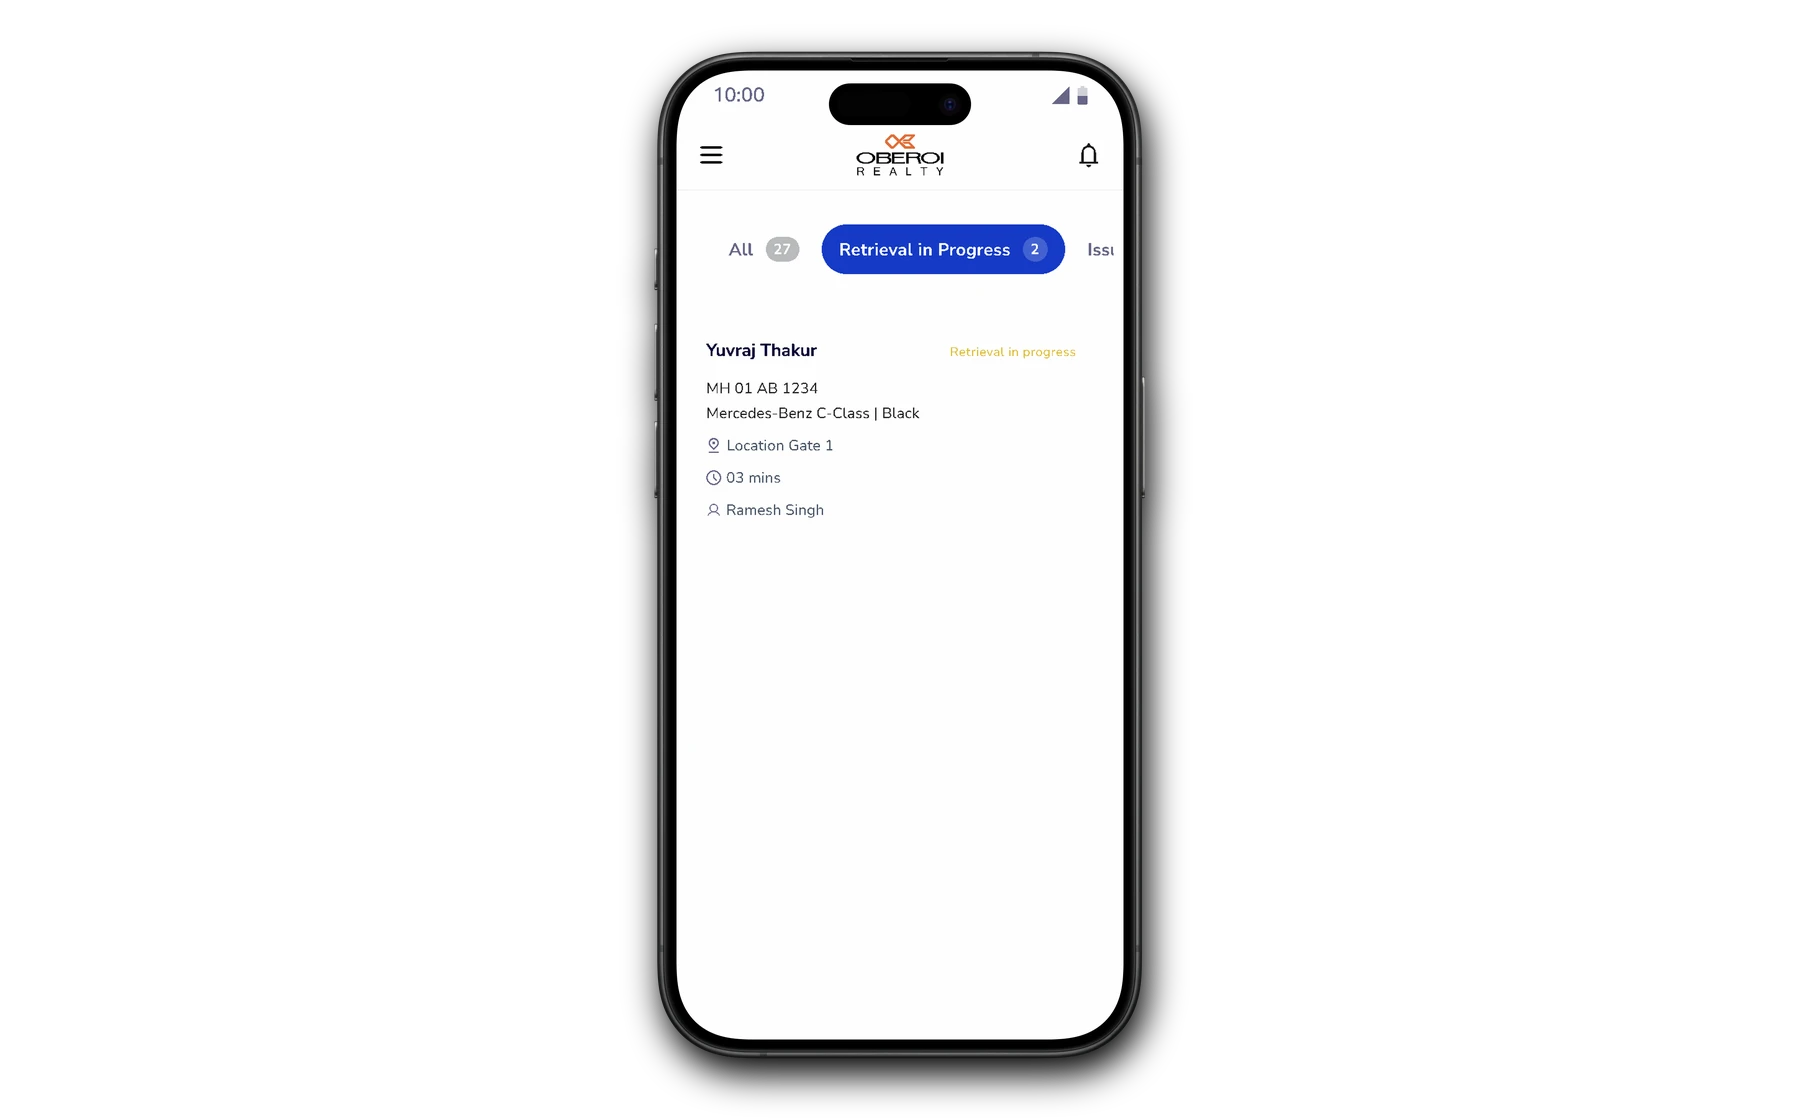 10:00
OBEROI
REALTY
All 27 Retrieval in Progress 2 Issu
Yuvraj Thakur Retrieval in progress
MH 01 AB 1234
Mercedes-Benz C-Class | Black
Location Gate 1
03 mins
Ramesh Singh